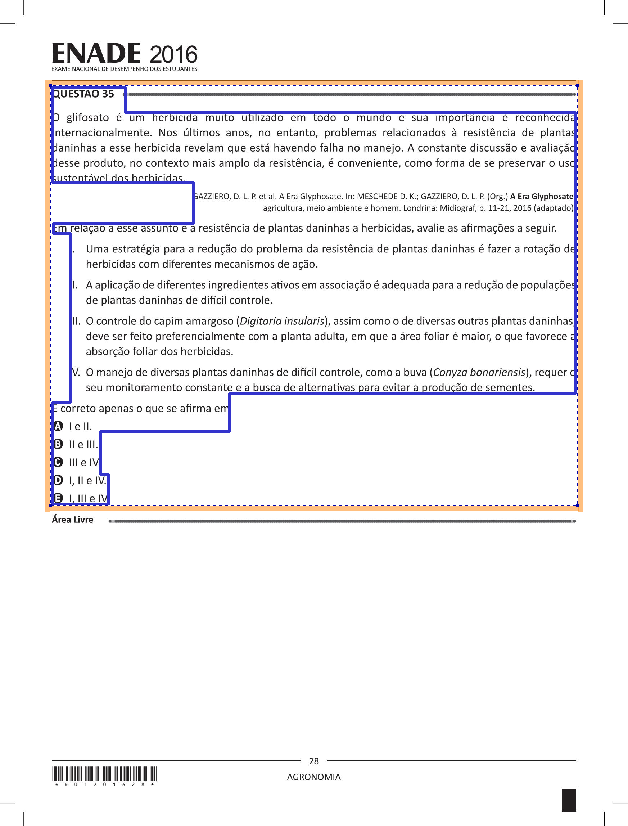 ENADE 2016
EXAME NACIONAL DE DESEMPENHO DOS ESTUDANTES
QUESTÃO 35
O glifosato é um herbicida muito utilizado em todo o mundo e sua importância é reconhecida
internacionalmente. Nos últimos anos, no entanto, problemas relacionados à resistência de plantas
daninhas a esse herbicida revelam que está havendo falha no manejo. A constante discussão e avaliação
desse produto, no contexto mais amplo da resistência, é conveniente, como forma de se preservar o uso
sustentável dos herbicidas.
GAZZIERO, D. L. P. et al. A Era Glyphosate. In: MESCHEDE D. K.; GAZZIERO, D. L. P. (Org.) A Era Glyphosate:
agricultura, meio ambiente e homem. Londrina: Midiograf, p. 11-21, 2016 (adaptado).
Em relação a esse assunto e à resistência de plantas daninhas a herbicidas, avalie as afirmações a seguir.
I. Uma estratégia para a redução do problema da resistência de plantas daninhas é fazer a rotação de
herbicidas com diferentes mecanismos de ação.
II. A aplicação de diferentes ingredientes ativos em associação é adequada para a redução de populações
de plantas daninhas de difícil controle.
III. O controle do capim amargoso (Digitaria insularis), assim como o de diversas outras plantas daninhas,
deve ser feito preferencialmente com a planta adulta, em que a área foliar é maior, o que favorece a
absorção foliar dos herbicidas.
IV. O manejo de diversas plantas daninhas de difícil controle, como a buva (Conyza bonariensis), requer o
seu monitoramento constante e a busca de alternativas para evitar a produção de sementes.
É correto apenas o que se afirma em
A I e II.
B II e III.
C III e IV.
D I, II e IV.
E I, III e IV.
Área Livre
28
AGRONOMIA